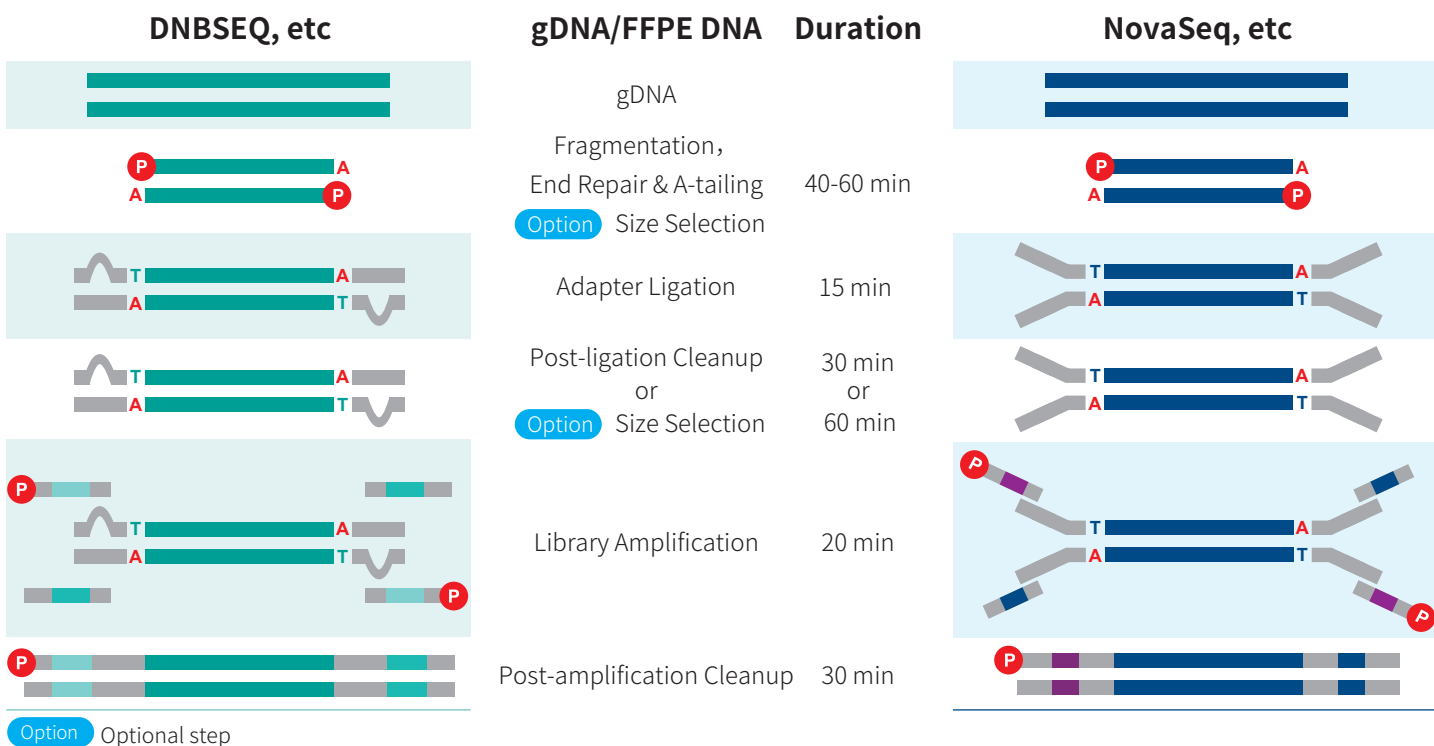 DNBSEQ, etc gDNA/FFPE DNA Duration NovaSeq, etc
gDNA
Fragmentation，
P A P A
End Repair & A-tailing 40-60 min
A P A P
Option Size Selection
T A Adapter Ligation 15 min T A
A T A T
Post-ligation Cleanup 30 min
T A or or T A
A T A T
Option Size Selection 60 min
P P
T A Library Amplification 20 min T A
A T A T
P P
P P
Post-amplification Cleanup 30 min
Option Optional step